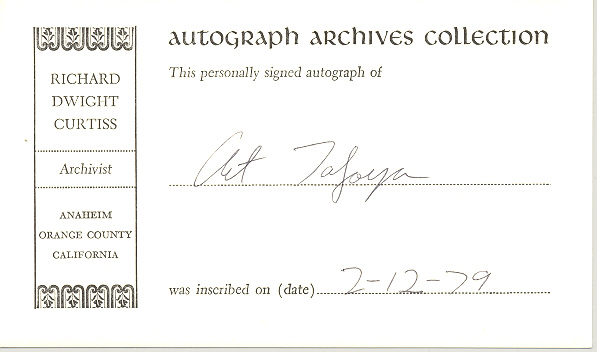 autograph archives collection
This personally signed autograph of
Art Tafoya
was inscribed on (date) 2-12-79
RICHARD
DWIGHT
CURTISS
Archivist
ANAHEIM
ORANGE COUNTY
CALIFORNIA